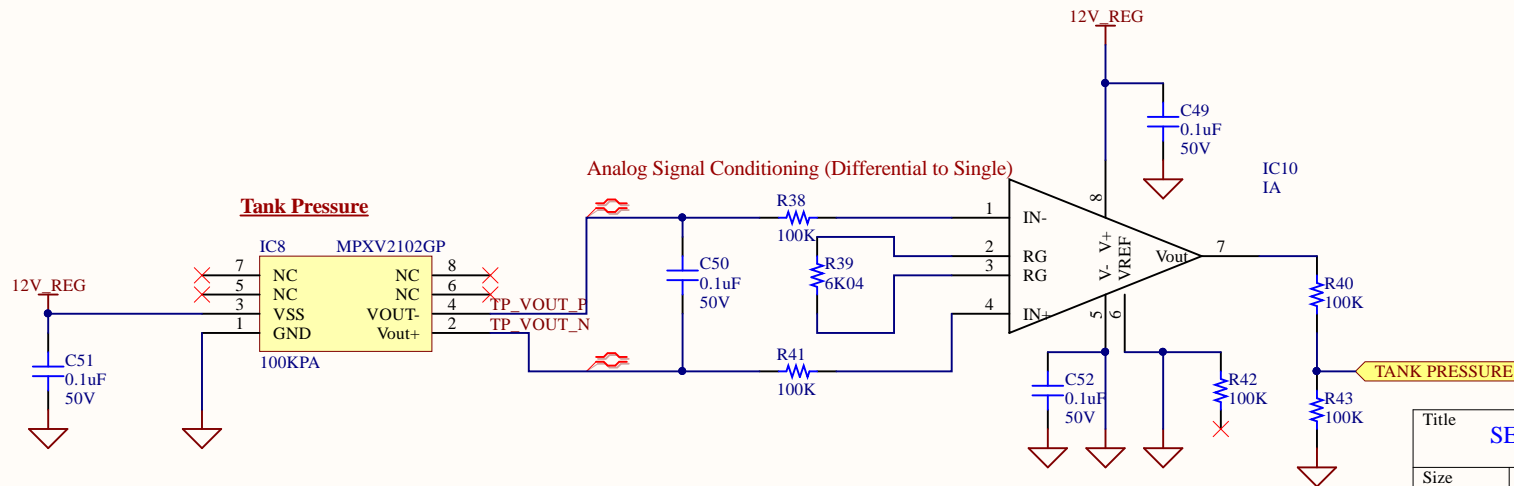 12V_REG
C49
0.1uF
50V
Analog Signal Conditioning (Differential to Single)
IC10
IA
Tank Pressure
R38
100K
1
IN-
8
V+
IC8
MPXV2102GP
7
NC
NC
8
5
NC
NC
6
3
VSS
VOUT-
4
TP_VOUT_P
1
GND
Vout+
2
TP_VOUT_N
100KPA
12V_REG
C51
0.1uF
50V
C50
0.1uF
50V
R39
6K04
2
RG
3
RG
4
IN+
V-
VREF
Vout
7
5
6
R41
100K
R40
100K
TANK PRESSURE
C52
0.1uF
50V
R42
100K
R43
100K
Title
Size